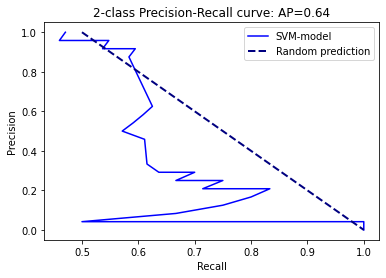 2-class Precision-Recall curve: AP=0.64
SVM-model
Random prediction
Precision
1.0
0.8
0.6
0.4
0.2
0.0
0.5
0.6
0.7
0.8
0.9
1.0
Recall